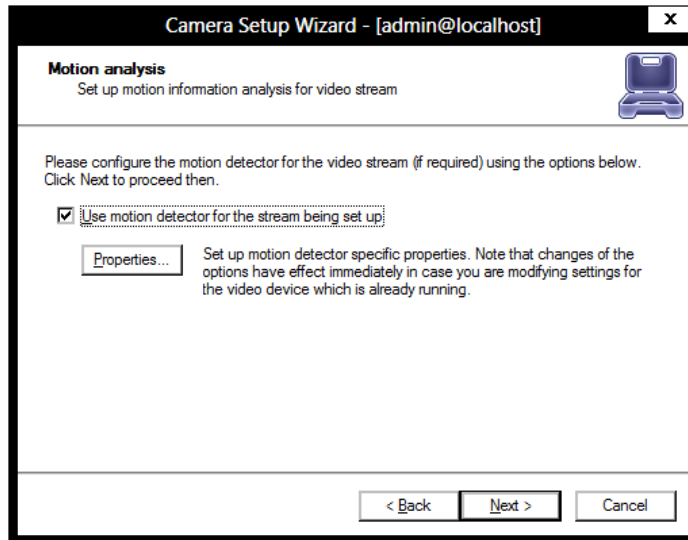 Camera Setup Wizard - [admin@localhost]
x
Motion analysis
Set up motion information analysis for video stream
Please configure the motion detector for the video stream (if required) using the options below.
Click Next to proceed then.
Use motion detector for the stream being set up
Properties...
Set up motion detector specific properties. Note that changes of the
options have effect immediately in case you are modifying settings for
the video device which is already running.
< Back
Next >
Cancel